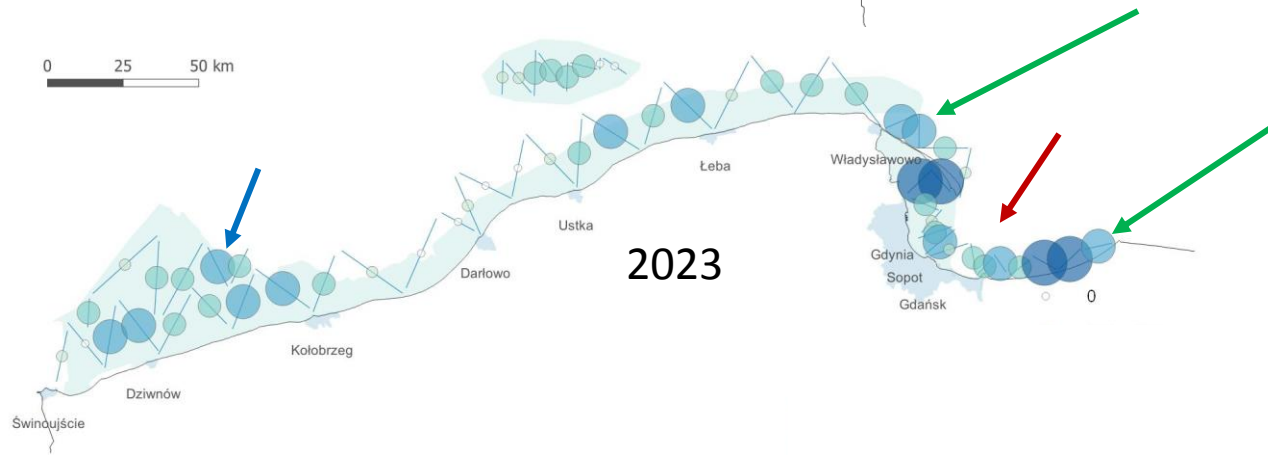 0 25 50 km
Władysławowo
Łeba
Ustka
2023
Gdynia
Darłowo
Sopot
0
Gdańsk
Kołobrzeg
Dziwnów
Świnoujście